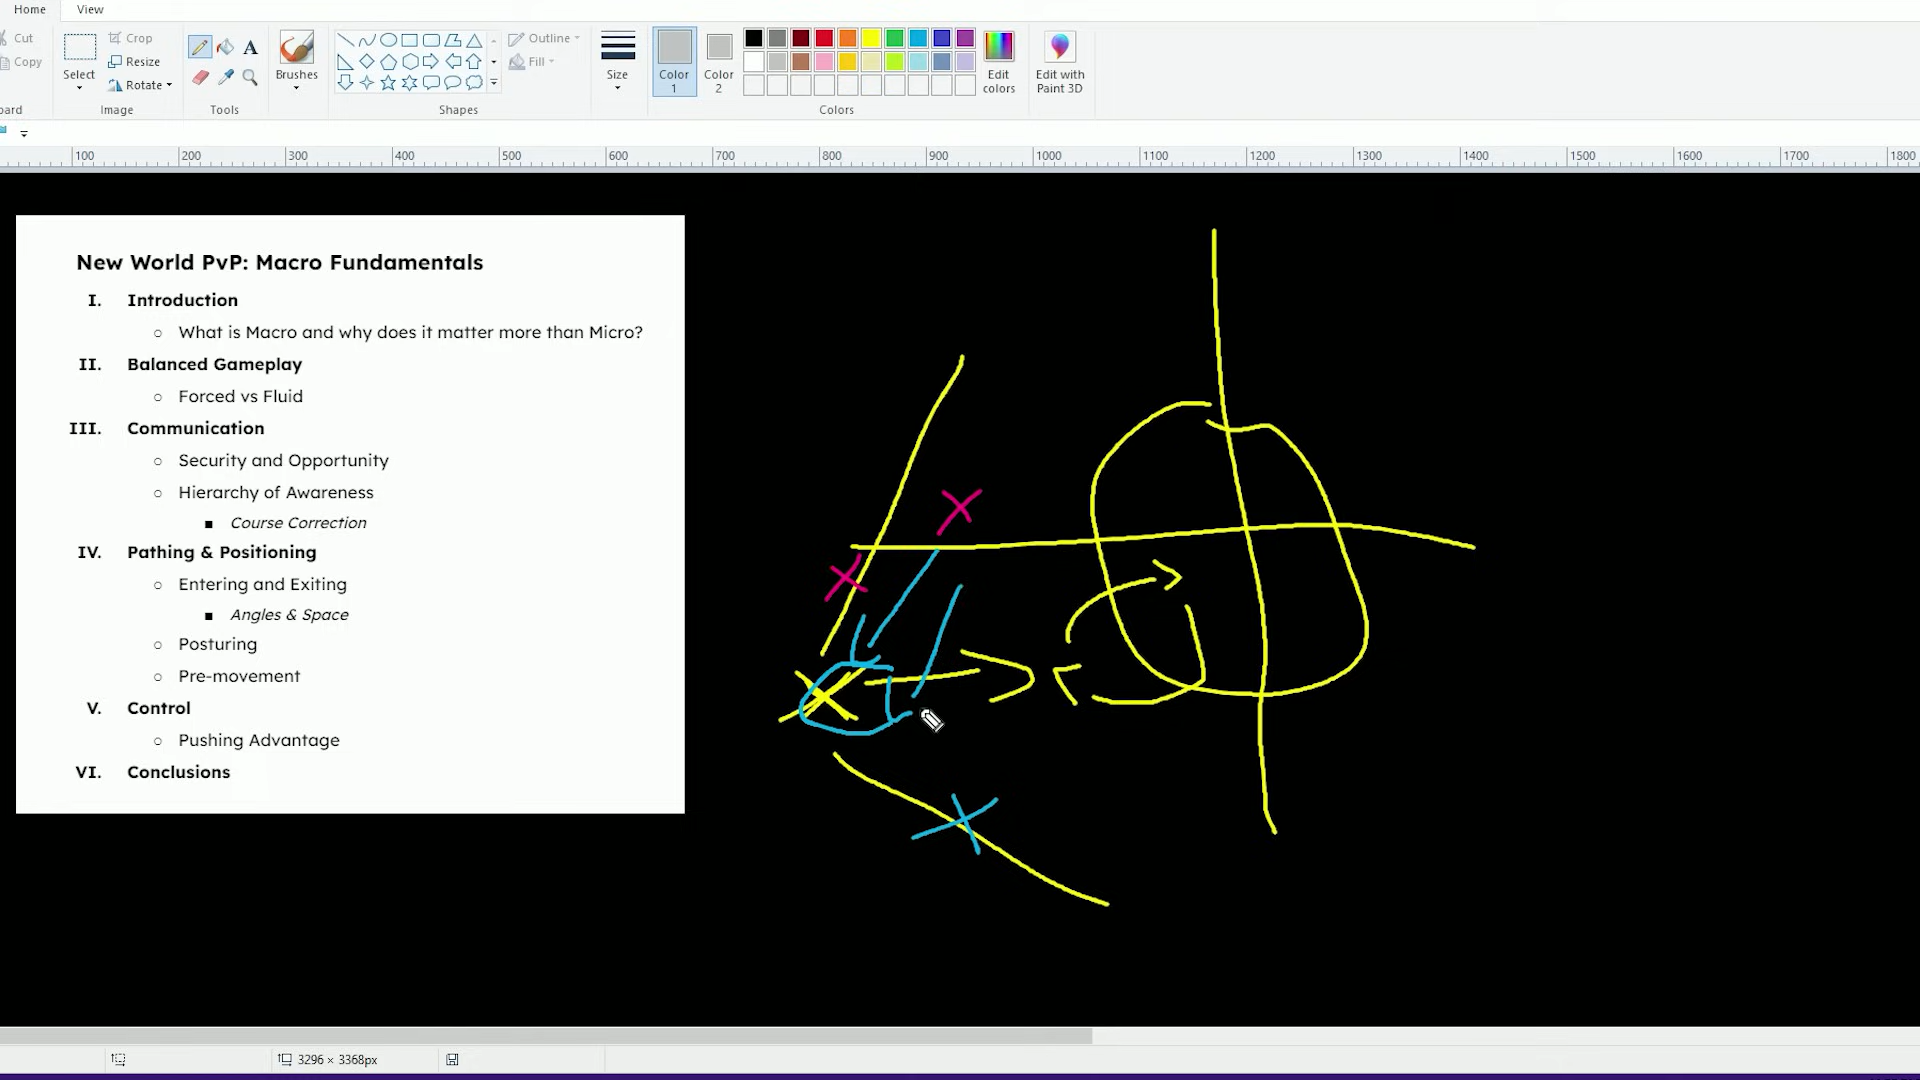 Home View
Cut
Copy
Select
Crop
Resize
Rotate
Image
A
Tools
Brushes
Shapes
Outline
Fill
Size
Color 1
Color 2
Edit colors
Edit with Paint 3D
Colors
100 200 300 400 500 600 700 800 900 1000 1100 1200 1300 1400 1500 1600 1700 1800
New World PvP: Macro Fundamentals
I. Introduction
○ What is Macro and why does it matter more than Micro?
II. Balanced Gameplay
○ Forced vs Fluid
III. Communication
○ Security and Opportunity
○ Hierarchy of Awareness
■ Course Correction
IV. Pathing & Positioning
○ Entering and Exiting
■ Angles & Space
○ Posturing
○ Pre-movement
V. Control
○ Pushing Advantage
VI. Conclusions
3296 × 3368px